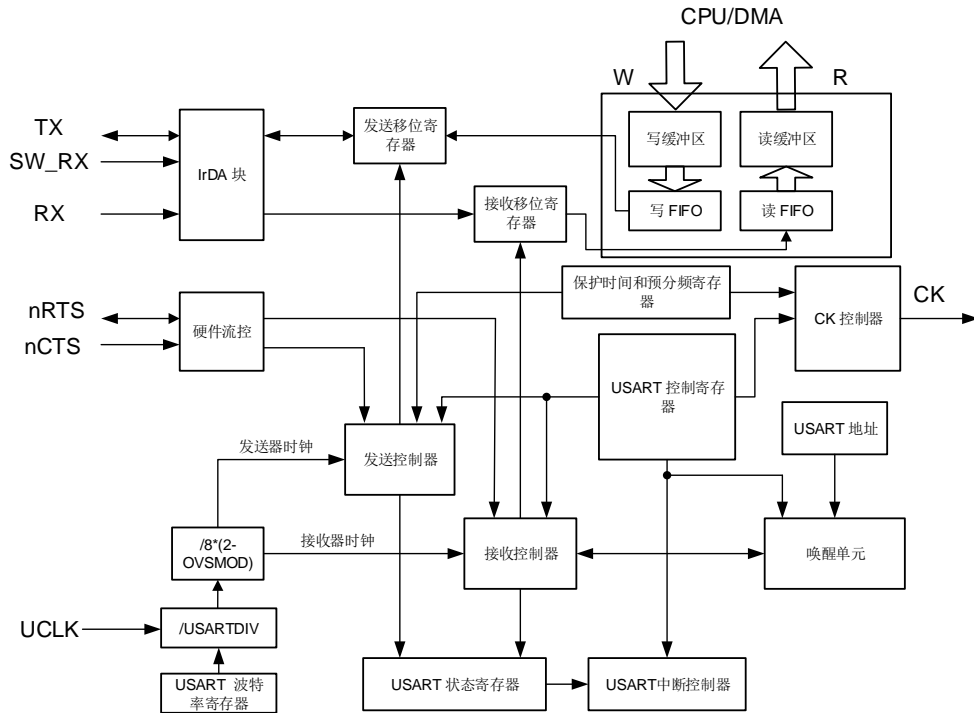 CPU/DMA
W
R
TX
SW_RX
RX
IrDA 块
发送移位寄
存器
写缓冲区
读缓冲区
写 FIFO
读 FIFO
接收移位寄
存器
nRTS
nCTS
硬件流控
保护时间和预分频寄存
器
CK 控制器
CK
USART 控制寄存
器
USART 地址
发送器时钟
发送控制器
/8*(2-
OVSMOD)
接收器时钟
接收控制器
唤醒单元
UCLK
/USARTDIV
USART 波特
率寄存器
USART 状态寄存器
USART中断控制器